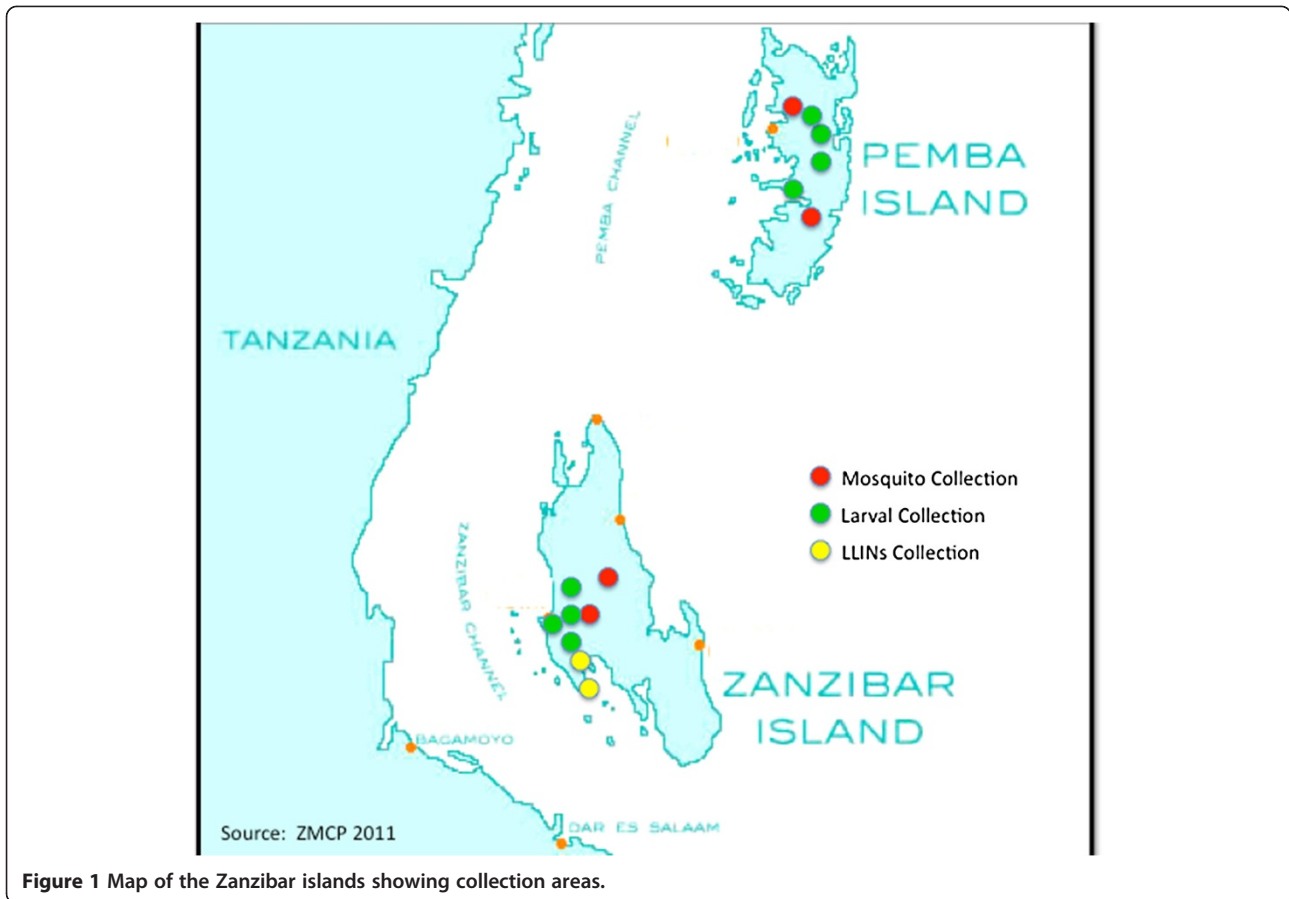 PEMBA CHANNEL
PEMBA
ISLAND
TANZANIA
Mosquito Collection
Larval Collection
LLINs Collection
ZANZIBAR CHANNEL
ZANZIBAR
ISLAND
BAGAMOYO
DAR ES SALAAM
Source: ZMCP 2011
Figure 1 Map of the Zanzibar islands showing collection areas.